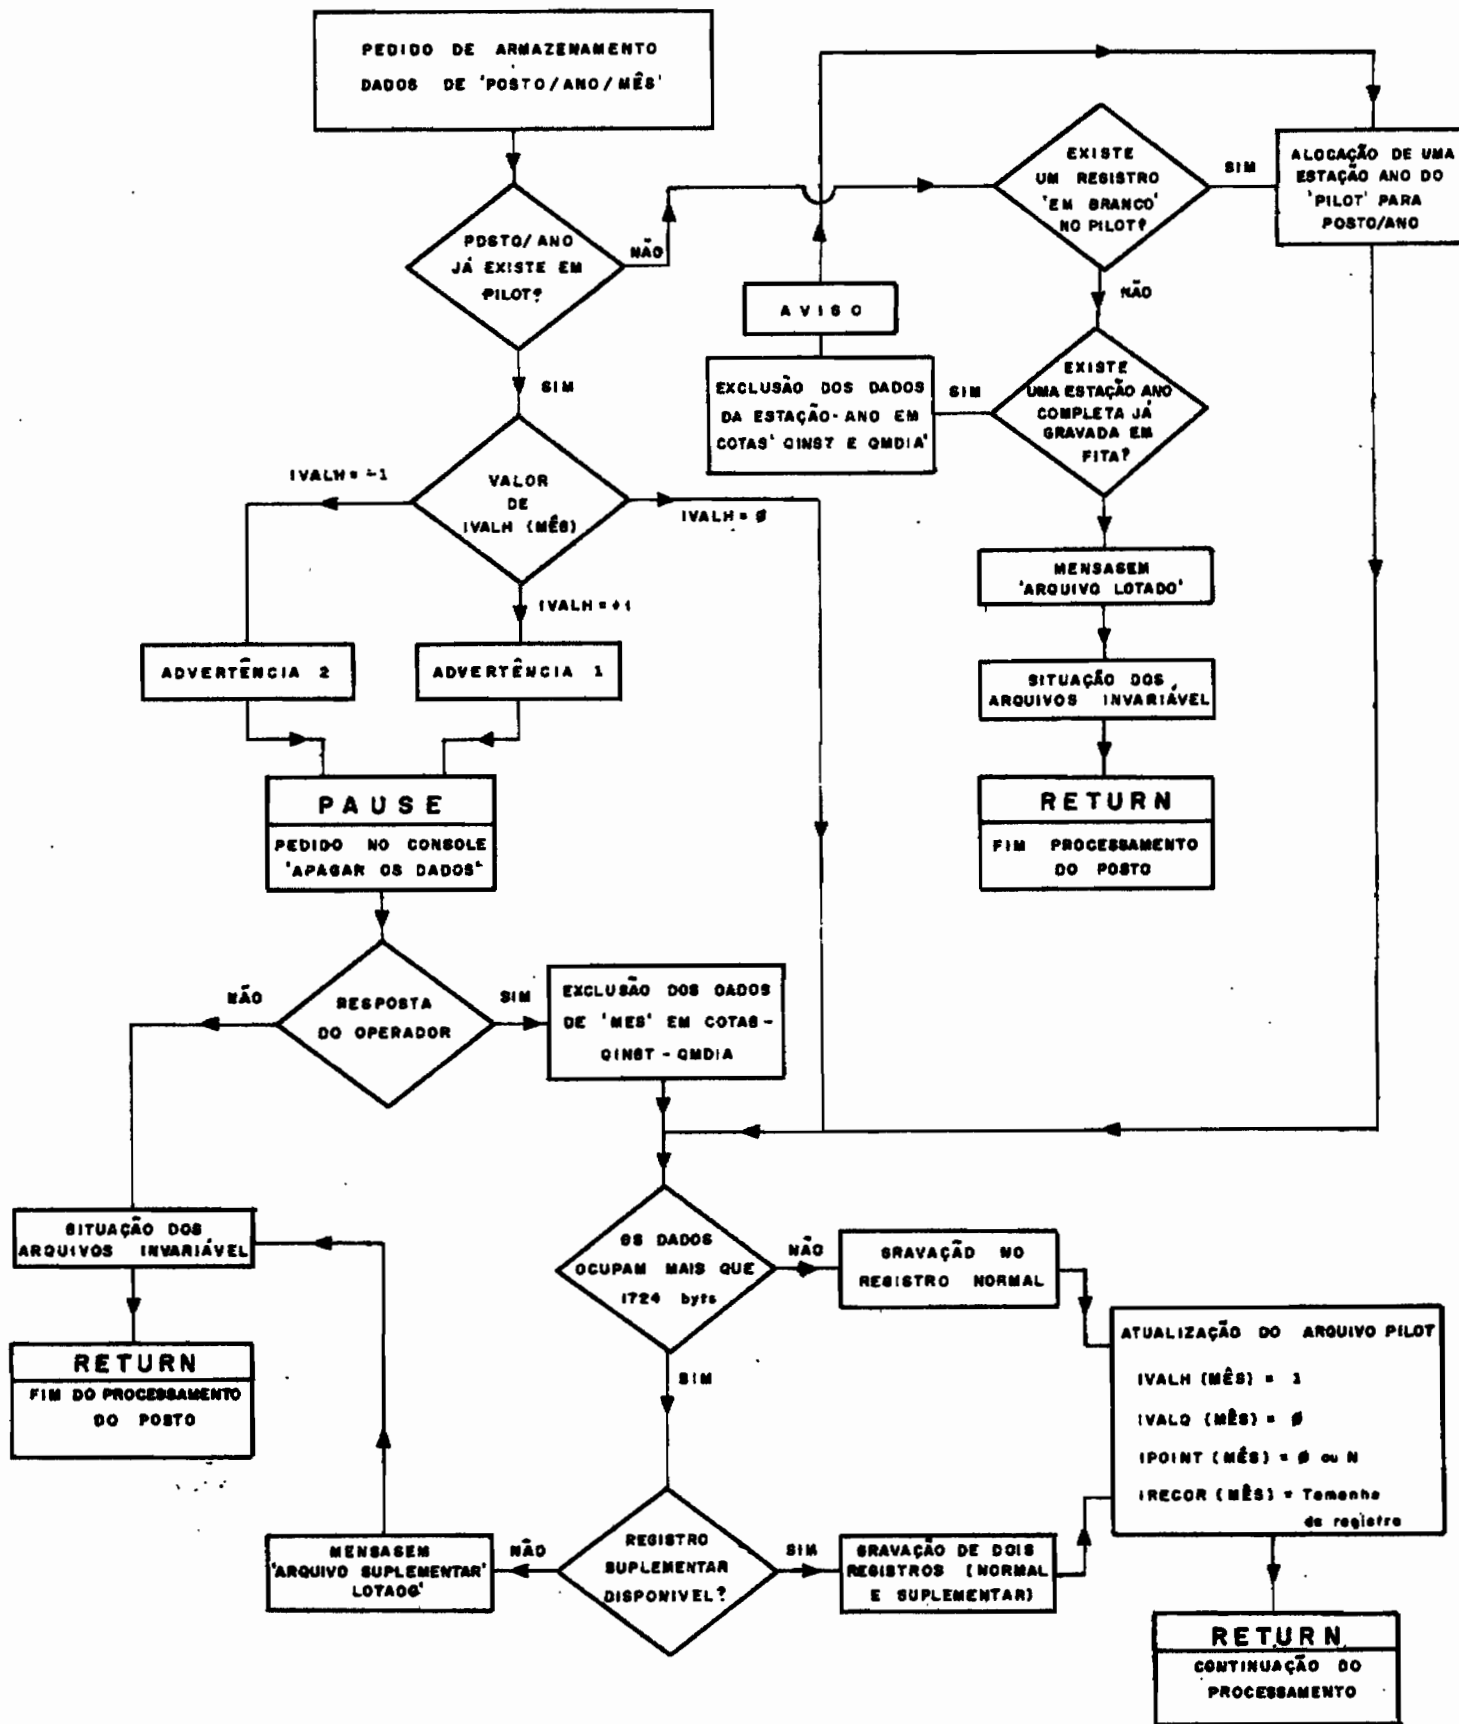 PEDIDO DE ARMAZENAMENTO
DADOS DE 'POSTO/ANO/MÊS'
POSTO/ANO
JÁ EXISTE EM
PILOT?
NÃO
SIM
EXISTE
UM REGISTRO
'EM BRANCO'
NO PILOT?
SIM
NÃO
ALOCAÇÃO DE UMA
ESTAÇÃO ANO DO
'PILOT' PARA
POSTO/ANO
AVISO
EXCLUSÃO DOS DADOS
DA ESTAÇÃO-ANO EM
COTAS' QINST E QMDIA'
SIM
EXISTE
UMA ESTAÇÃO ANO
COMPLETA JÁ
GRAVADA EM
FITA?
VALOR
DE
IVALH (MÊS)
IVALH = -1
IVALH = Ø
IVALH = +1
ADVERTÊNCIA 2
ADVERTÊNCIA 1
MENSAGEM
'ARQUIVO LOTADO'
SITUAÇÃO DOS
ARQUIVOS INVARIÁVEL
RETURN
FIM PROCESSAMENTO
DO POSTO
PAUSE
PEDIDO NO CONSOLE
'APAGAR OS DADOS'
RESPOSTA
DO OPERADOR
NÃO
SIM
EXCLUSÃO DOS DADOS
DE 'MES' EM COTAS-
QINST-QMDIA
SITUAÇÃO DOS
ARQUIVOS INVARIÁVEL
RETURN
FIM DO PROCESSAMENTO
DO POSTO
OS DADOS
OCUPAM MAIS QUE
1724 byts
NÃO
SIM
GRAVAÇÃO NO
REGISTRO NORMAL
ATUALIZAÇÃO DO ARQUIVO PILOT
IVALH (MÊS) = 1
IVALQ (MÊS) = Ø
IPOINT (MÊS) = Ø ou N
IRECOR (MÊS) = Tamanho
de registro
REGISTRO
SUPLEMENTAR
DISPONIVEL?
NÃO
SIM
MENSAGEM
'ARQUIVO SUPLEMENTAR'
LOTADO'
GRAVAÇÃO DE DOIS
REGISTROS (NORMAL
E SUPLEMENTAR)
RETURN
CONTINUAÇÃO DO
PROCESSAMENTO